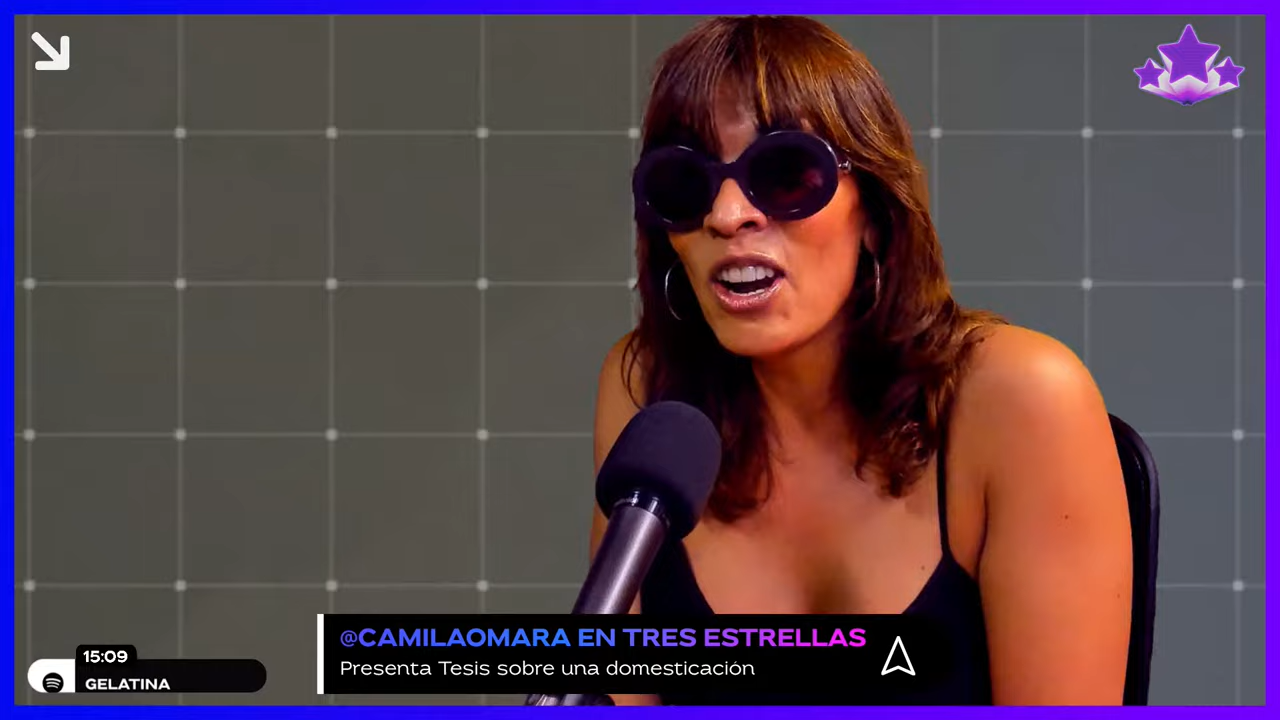 @CAMILAOMARA EN TRES ESTRELLAS
Presenta Tesis sobre una domesticación
15:09
GELATINA